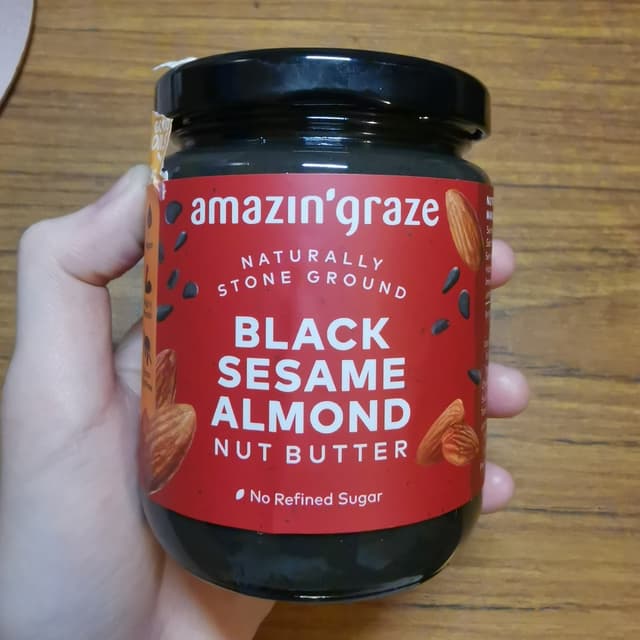 amazin'graze
NATURALLY
STONE GROUND
BLACK
SESAME
ALMOND
NUT BUTTER
No Refined Sugar